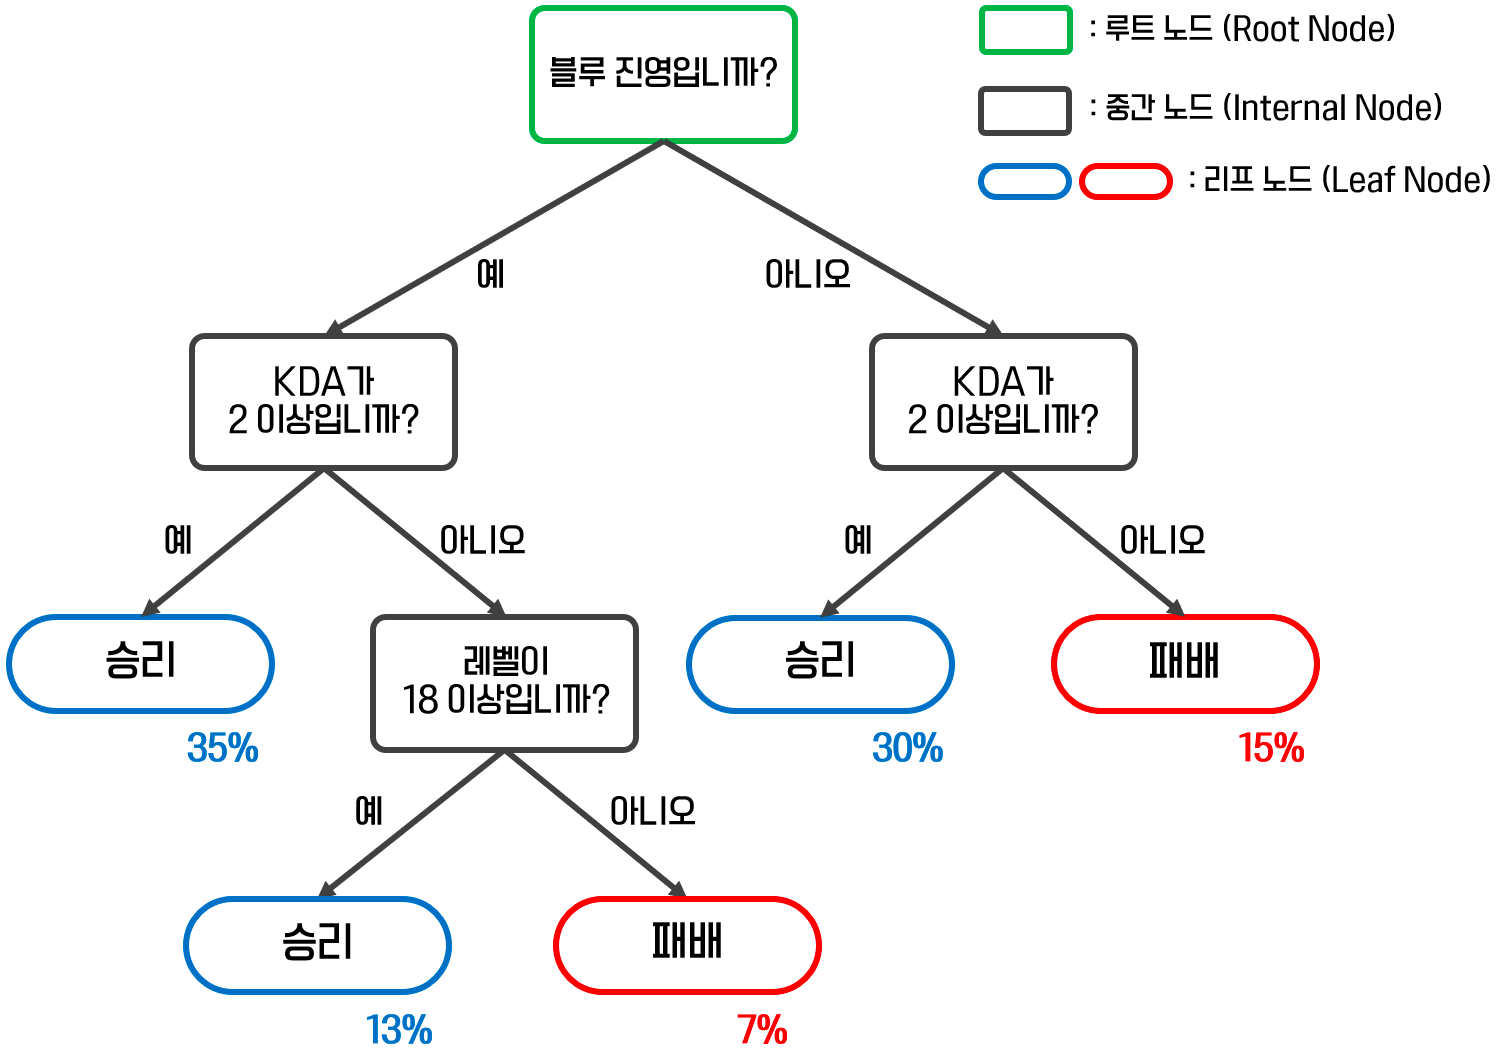 블루 진영입니까?
: 루트 노드 (Root Node)
: 중간 노드 (Internal Node)
: 리프 노드 (Leaf Node)
예
아니오
KDA가
2 이상입니까?
KDA가
2 이상입니까?
예
아니오
예
아니오
승리
35%
레벨이
18 이상입니까?
승리
30%
패배
15%
예
아니오
승리
13%
패배
7%